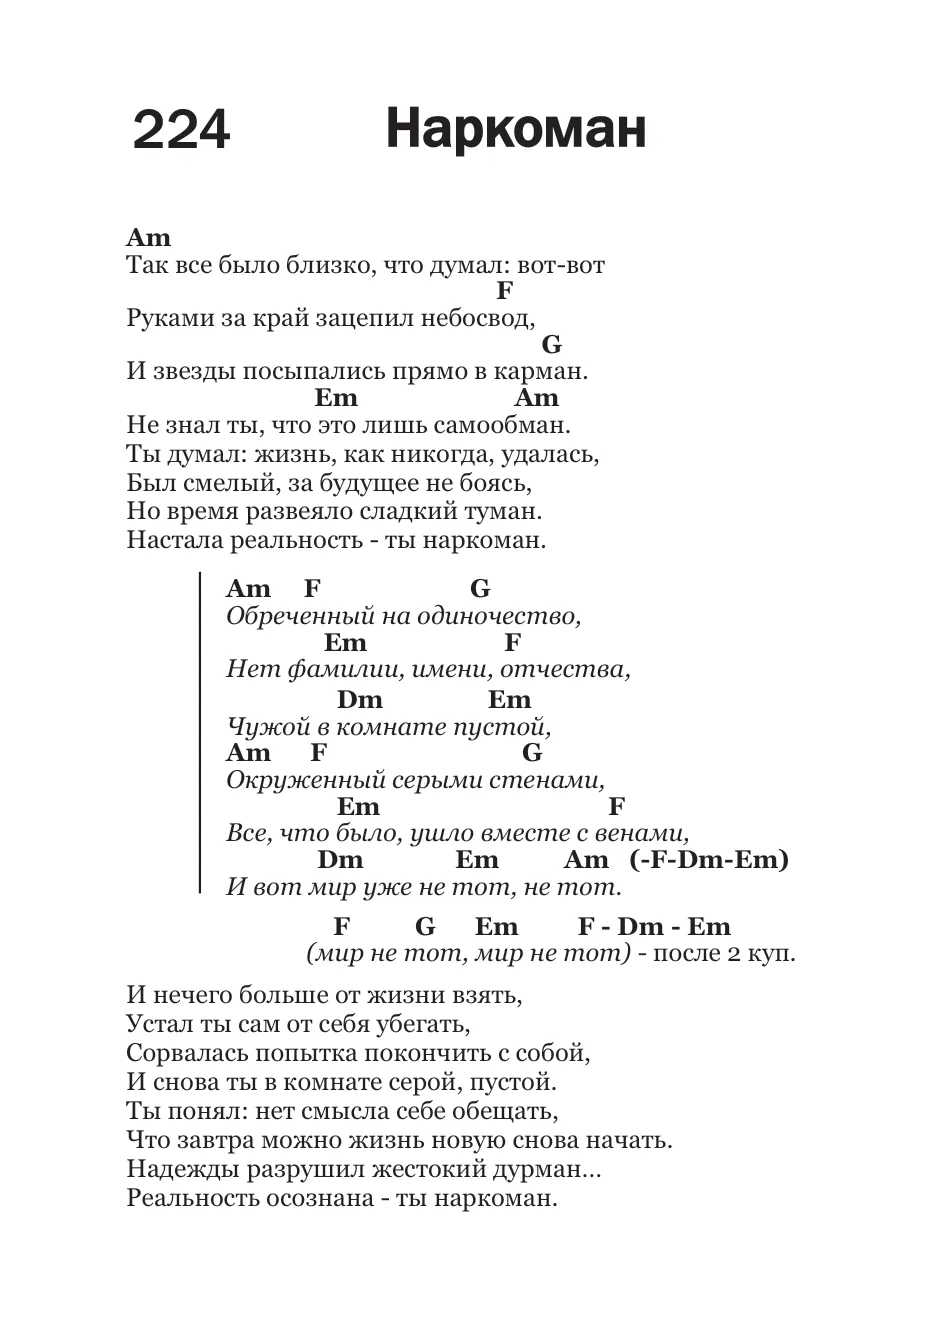 224 Наркоман
Am
Так все было близко, что думал: вот-вот
F
Руками за край зацепил небосвод,
G
И звезды посыпались прямо в карман.
Em Am
Не знал ты, что это лишь самообман.
Ты думал: жизнь, как никогда, удалась,
Был смелый, за будущее не боясь,
Но время развеяло сладкий туман.
Настала реальность - ты наркоман.
Am F G
Обреченный на одиночество,
Em F
Нет фамилии, имени, отчества,
Dm Em
Чужой в комнате пустой,
Am F G
Окруженный серыми стенами,
Em F
Все, что было, ушло вместе с венами,
Dm Em Am (-F-Dm-Em)
И вот мир уже не тот, не тот.
F G Em F - Dm - Em
(мир не тот, мир не тот) - после 2 куп.
И нечего больше от жизни взять,
Устал ты сам от себя убегать,
Сорвалась попытка покончить с собой,
И снова ты в комнате серой, пустой.
Ты понял: нет смысла себе обещать,
Что завтра можно жизнь новую снова начать.
Надежды разрушил жестокий дурман...
Реальность осознана - ты наркоман.